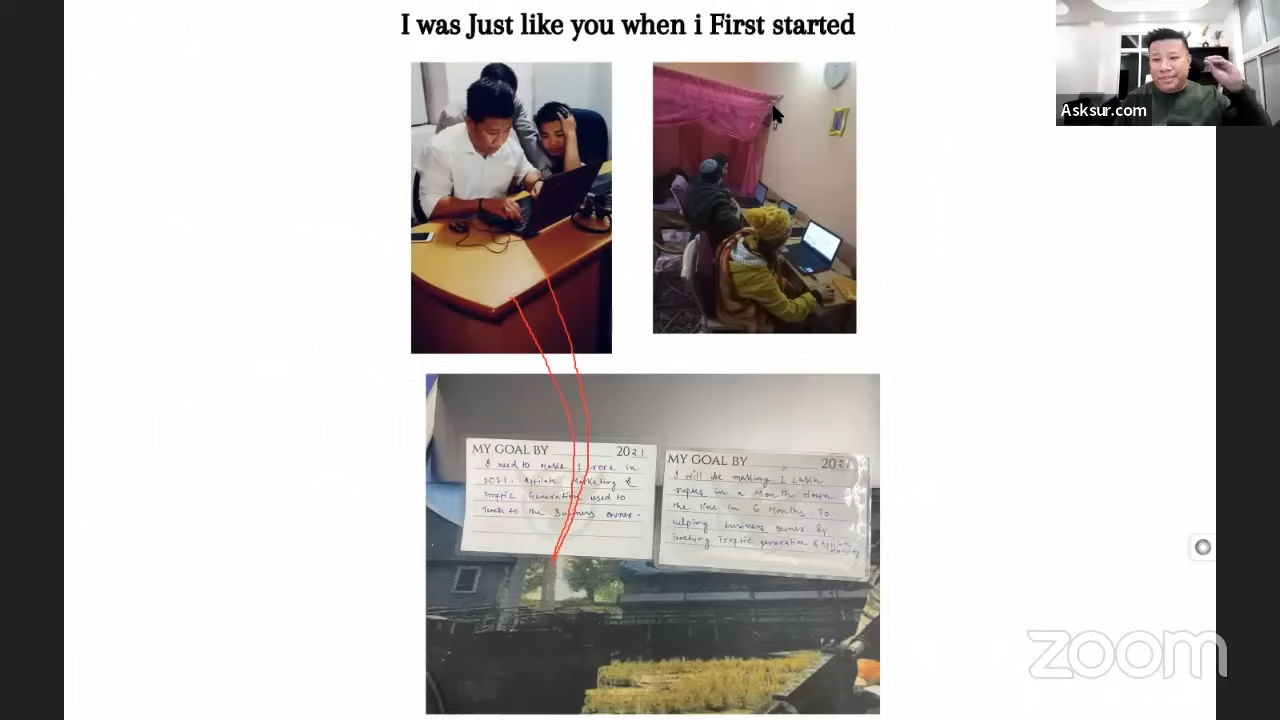 I was Just like you when i First started
Asksur.com
MY GOAL BY 2021
I need to make 1 crore in
2021. Affiliate Marketing &
Traffic Generation used to
teach to the Business owner.
MY GOAL BY 2021
I will be making 1 Lakh
rupees in a Month down
the line in 6 Months. To
helping business owner By
teaching Traffic generation & Affiliate
zoom